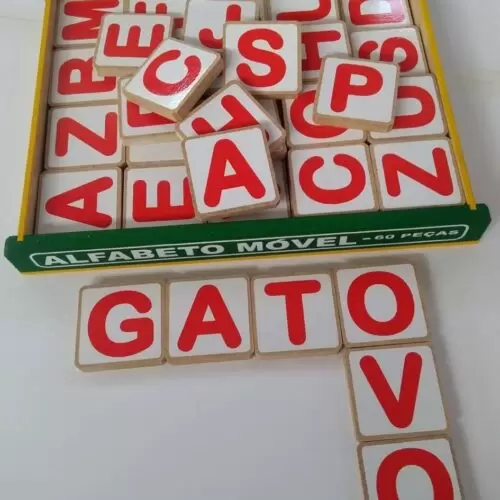 M E A H S
R C S H S
Z A P O
A E A C N
ALFABETO MÓVEL - 60 PEÇAS
GATO
V
O